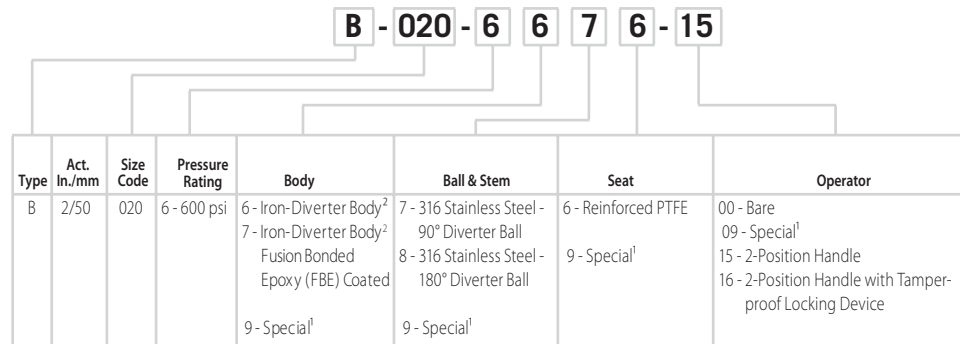 B - 020 - 6 6 7 6 - 15
Type
Act. In./mm
Size Code
Pressure Rating
Body
Ball & Stem
Seat
Operator
B
2/50
020
6 - 600 psi
6 - Iron-Diverter Body²
7 - Iron-Diverter Body²
Fusion Bonded
Epoxy (FBE) Coated
9 - Special¹
7 - 316 Stainless Steel -
90° Diverter Ball
8 - 316 Stainless Steel -
180° Diverter Ball
9 - Special¹
6 - Reinforced PTFE
9 - Special¹
00 - Bare
09 - Special¹
15 - 2-Position Handle
16 - 2-Position Handle with Tamper-
proof Locking Device